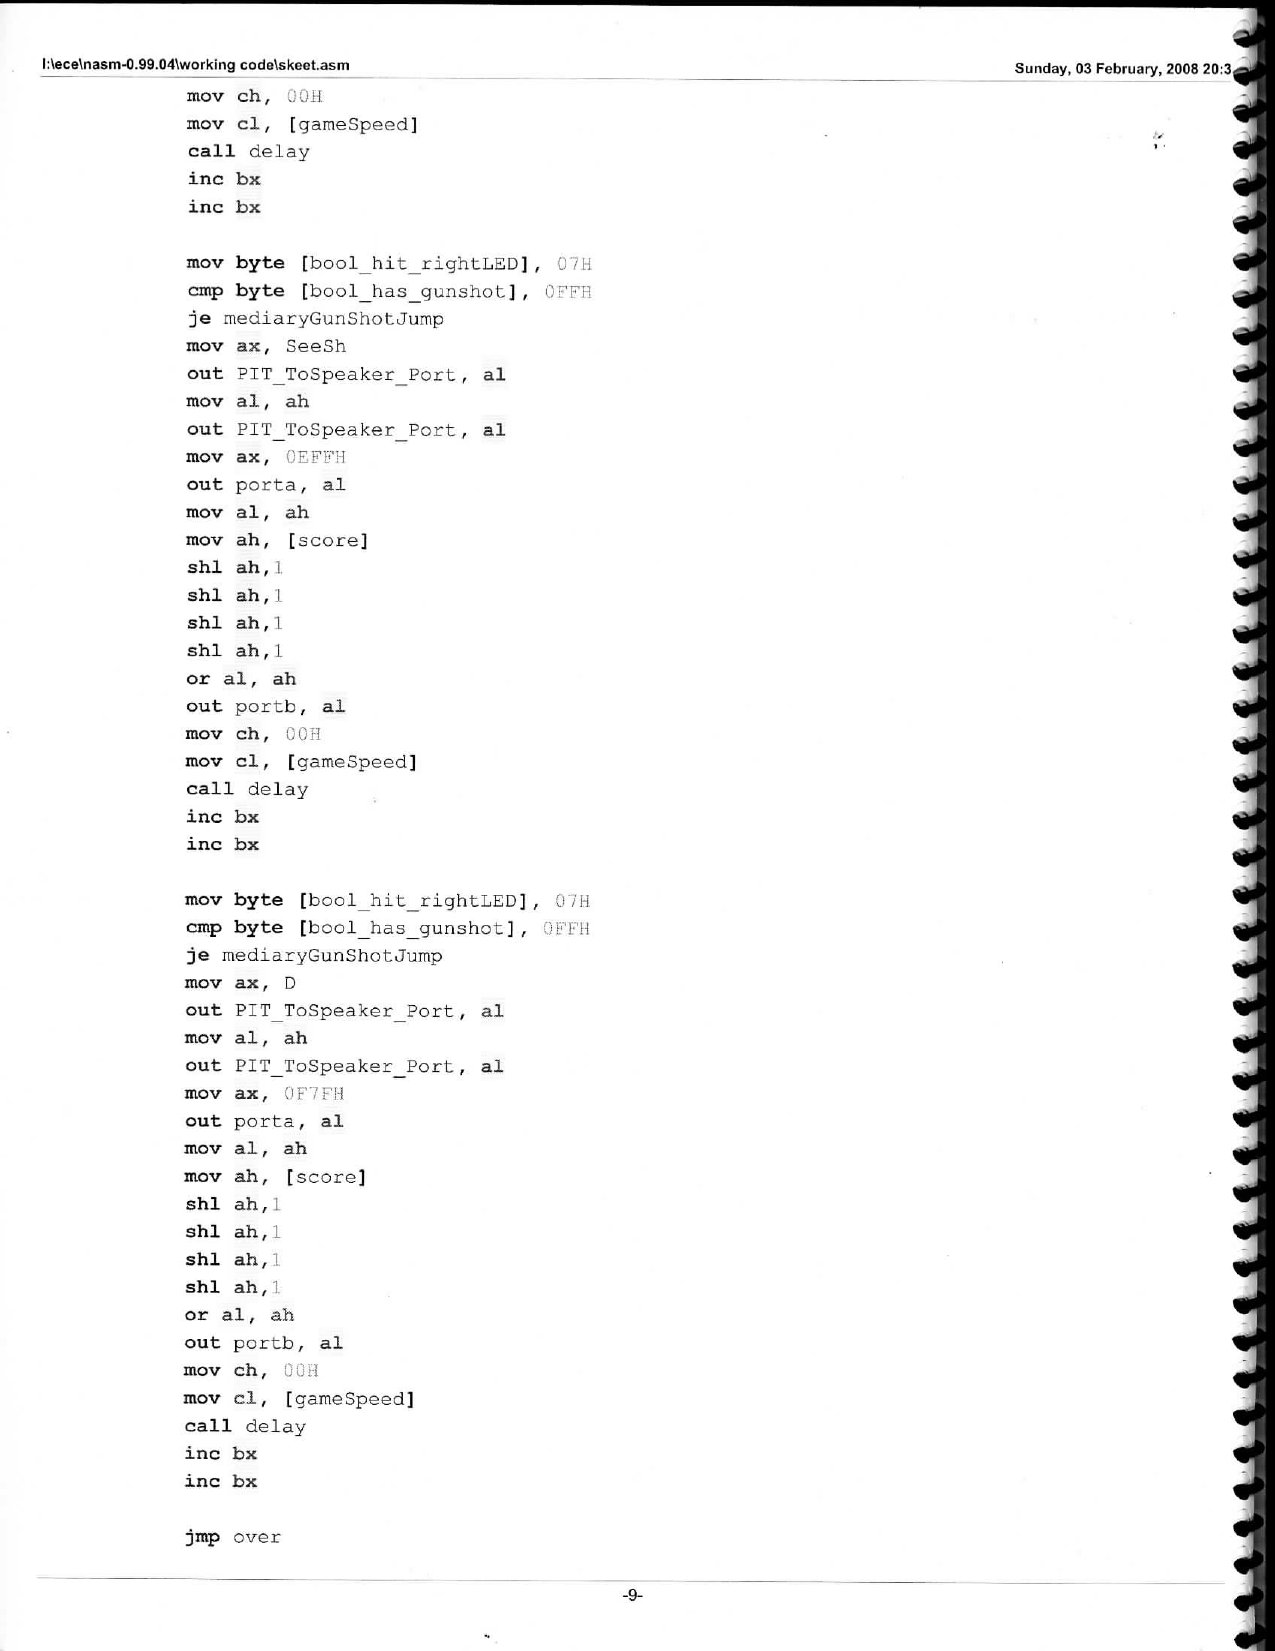 I:\ece\nasm-0.99.04\working code\skeet.asm
Sunday, 03 February, 2008 20:3
mov ch, 00H
mov cl, [gameSpeed]
call delay
inc bx
inc bx
mov byte [bool_hit_rightLED], 07H
cmp byte [bool_has_gunshot], 0FFH
je mediaryGunShotJump
mov ax, SeeSh
out PIT_ToSpeaker_Port, al
mov al, ah
out PIT_ToSpeaker_Port, al
mov ax, 0EFFH
out porta, al
mov al, ah
mov ah, [score]
shl ah,1
shl ah,1
shl ah,1
shl ah,1
or al, ah
out portb, al
mov ch, 00H
mov cl, [gameSpeed]
call delay
inc bx
inc bx
mov byte [bool_hit_rightLED], 07H
cmp byte [bool_has_gunshot], 0FFH
je mediaryGunShotJump
mov ax, D
out PIT_ToSpeaker_Port, al
mov al, ah
out PIT_ToSpeaker_Port, al
mov ax, 0F7FH
out porta, al
mov al, ah
mov ah, [score]
shl ah,1
shl ah,1
shl ah,1
shl ah,1
or al, ah
out portb, al
mov ch, 00H
mov cl, [gameSpeed]
call delay
inc bx
inc bx
jmp over
-9-